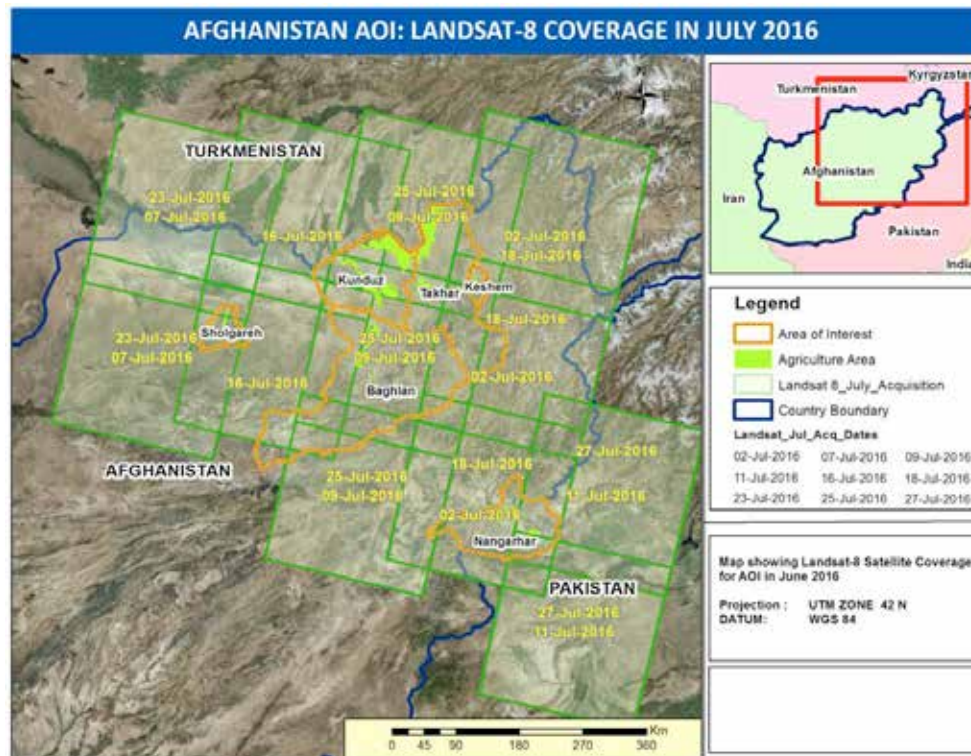 AFGHANISTAN AOI: LANDSAT-8 COVERAGE IN JULY 2016
TURKMENISTAN
23-Jul-2016
07-Jul-2016
16-Jul-2016
25-Jul-2016
09-Jul-2016
02-Jul-2016
18-Jul-2016
Kunduz
Takhar
Keshem
Sholgareh
23-Jul-2016
07-Jul-2016
16-Jul-2016
25-Jul-2016
09-Jul-2016
18-Jul-2016
02-Jul-2016
Baghlan
AFGHANISTAN
25-Jul-2016
09-Jul-2016
18-Jul-2016
02-Jul-2016
27-Jul-2016
11-Jul-2016
Nangarhar
PAKISTAN
27-Jul-2016
11-Jul-2016
Km
0 45 90 180 270 360
Kyrgyzstan
Turkmenistan
Afghanistan
Iran
Pakistan
India
Legend
Area of Interest
Agriculture Area
Landsat 8_July_Acquisition
Country Boundary
Landsat_Jul_Acq_Dates
02-Jul-2016 07-Jul-2016 09-Jul-2016
11-Jul-2016 16-Jul-2016 18-Jul-2016
23-Jul-2016 25-Jul-2016 27-Jul-2016
Map showing Landsat-8 Satellite Coverage
for AOI in June 2016
Projection : UTM ZONE 42 N
DATUM: WGS 84